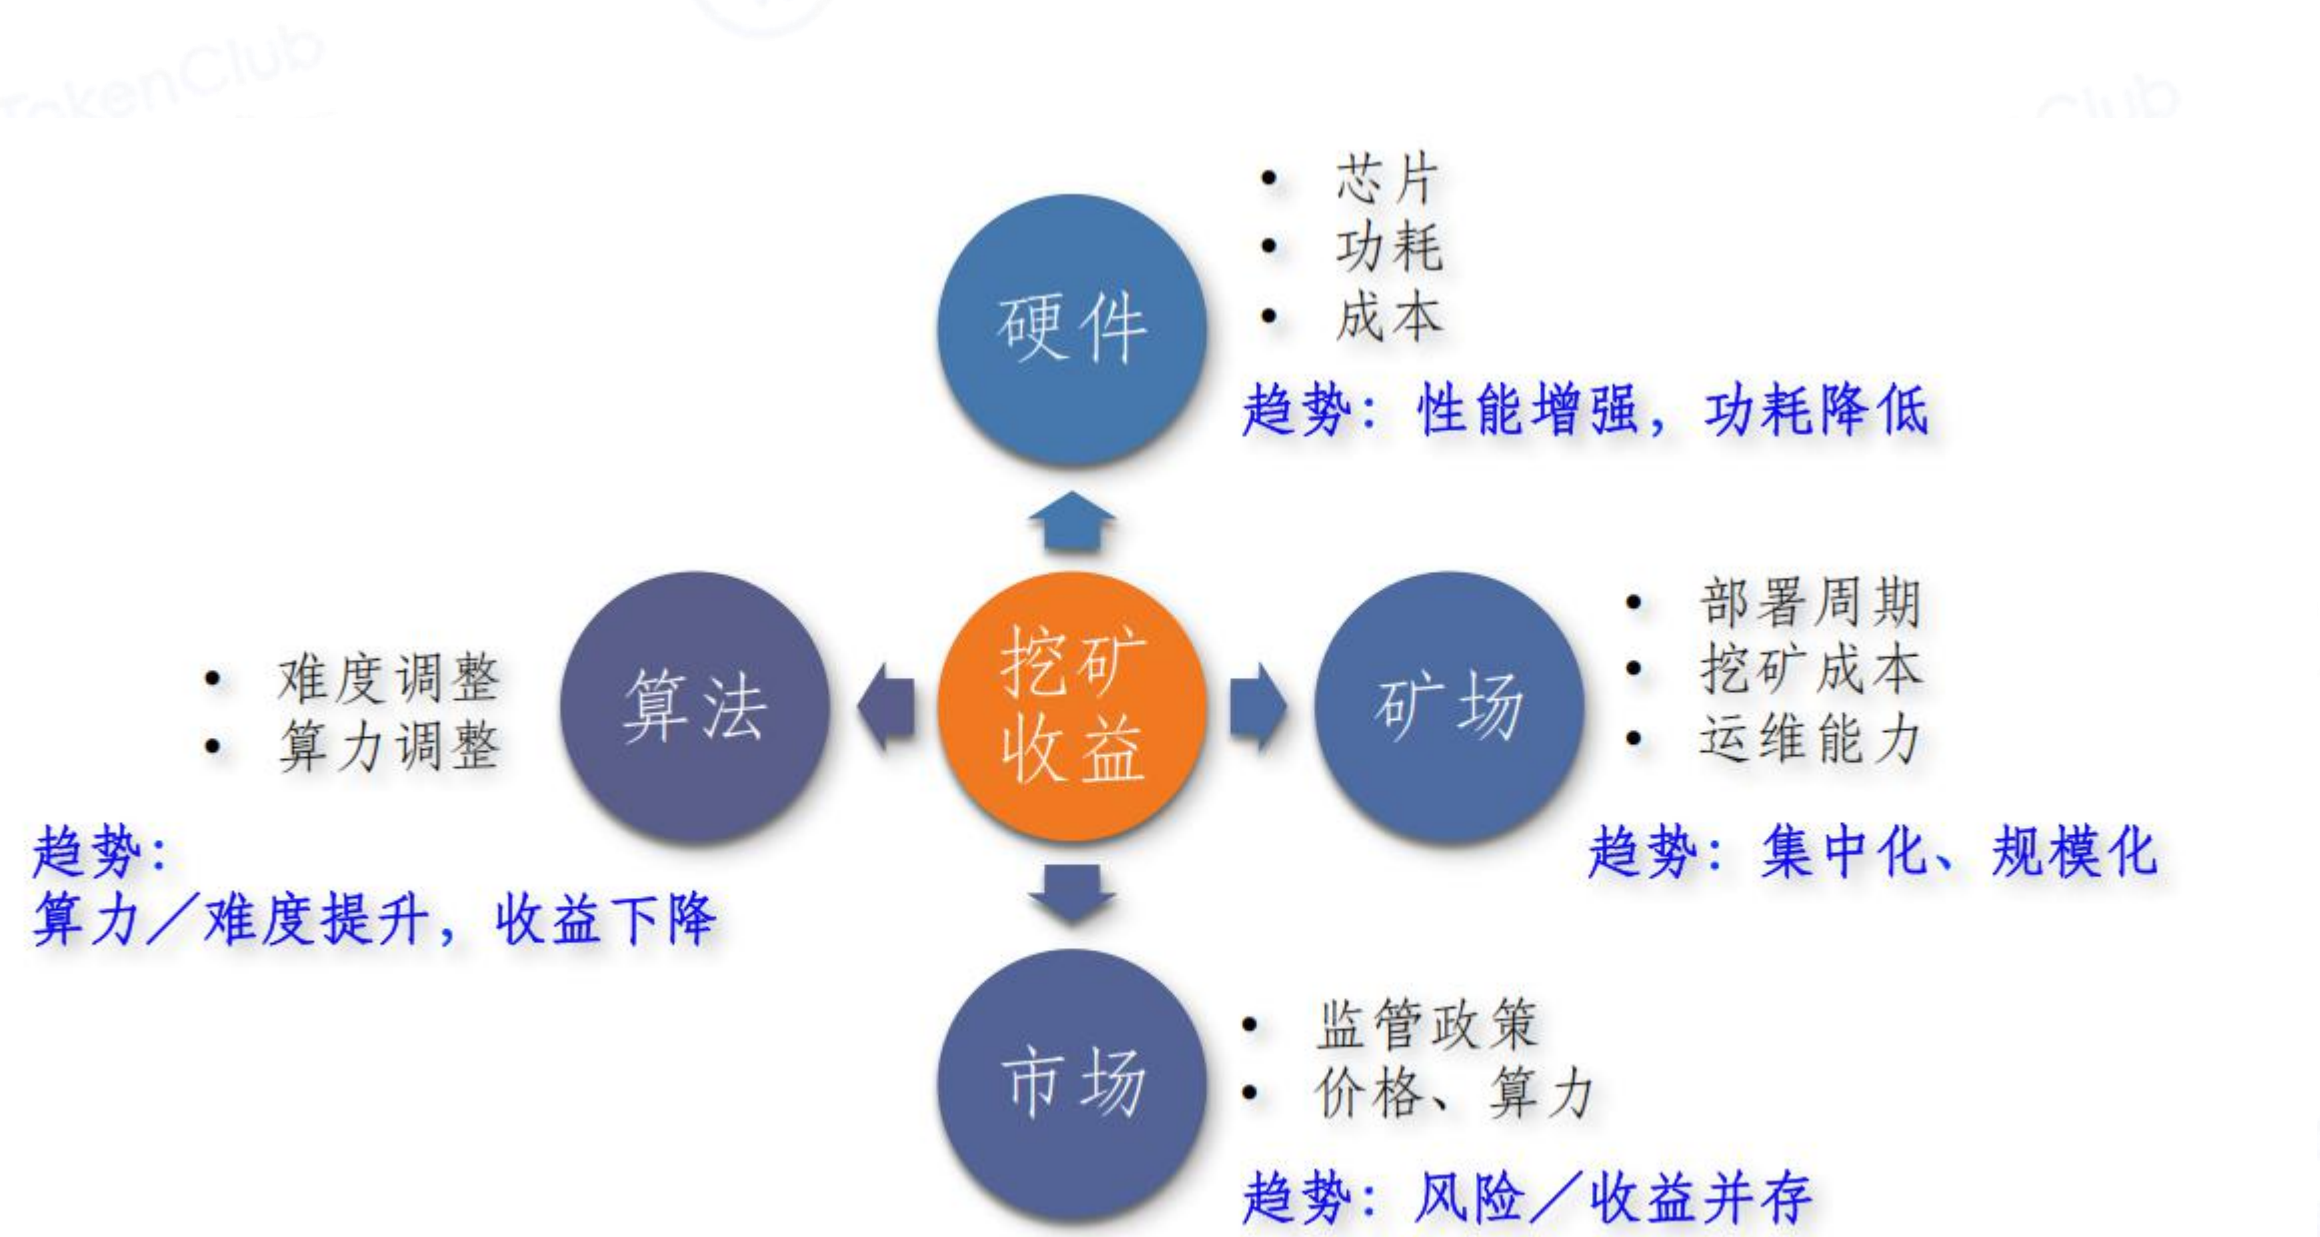 TokenClub
Club
• 芯片
• 功耗
• 成本
硬件
趋势：性能增强，功耗降低
• 难度调整
• 算力调整
算法
趋势：
算力／难度提升，收益下降
挖矿
收益
矿场
• 部署周期
• 挖矿成本
• 运维能力
趋势：集中化、规模化
市场
• 监管政策
• 价格、算力
趋势：风险／收益并存